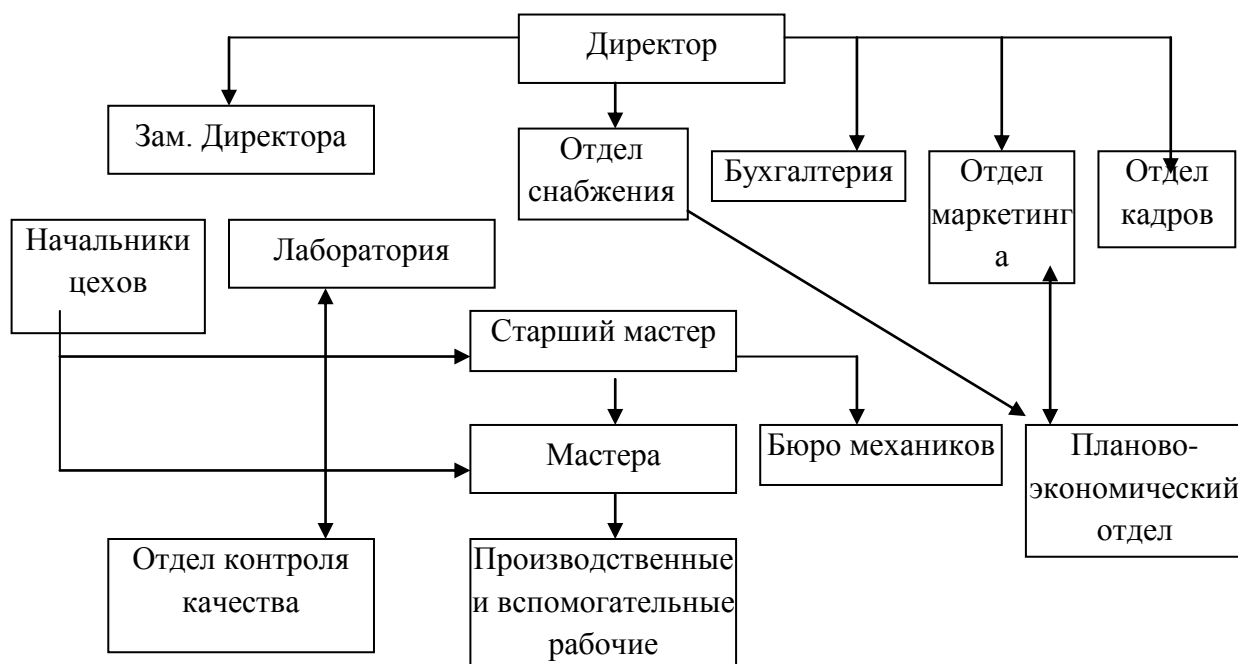 Директор
Зам. Директора
Отдел
снабжения
Бухгалтерия
Отдел
маркетинг
а
Отдел
кадров
Начальники
цехов
Лаборатория
Старший мастер
Мастера
Бюро механиков
Планово-
экономический
отдел
Отдел контроля
качества
Производственные
и вспомогательные
рабочие